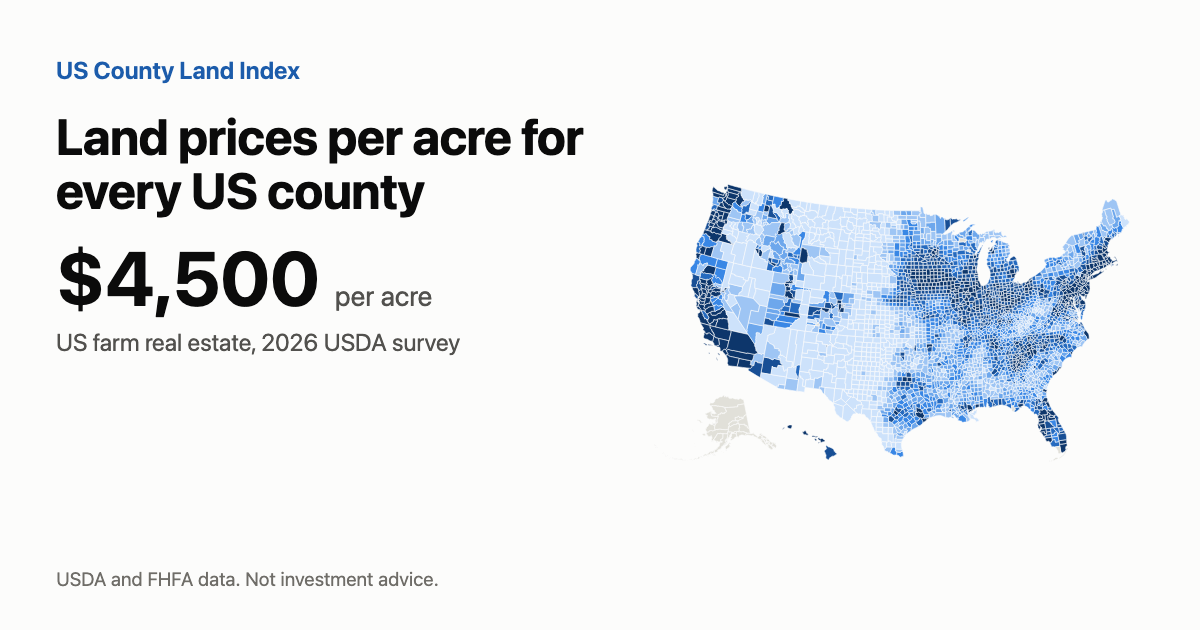 US County Land Index
Land prices per acre for
every US county
$4,500 per acre
US farm real estate, 2026 USDA survey
USDA and FHFA data. Not investment advice.